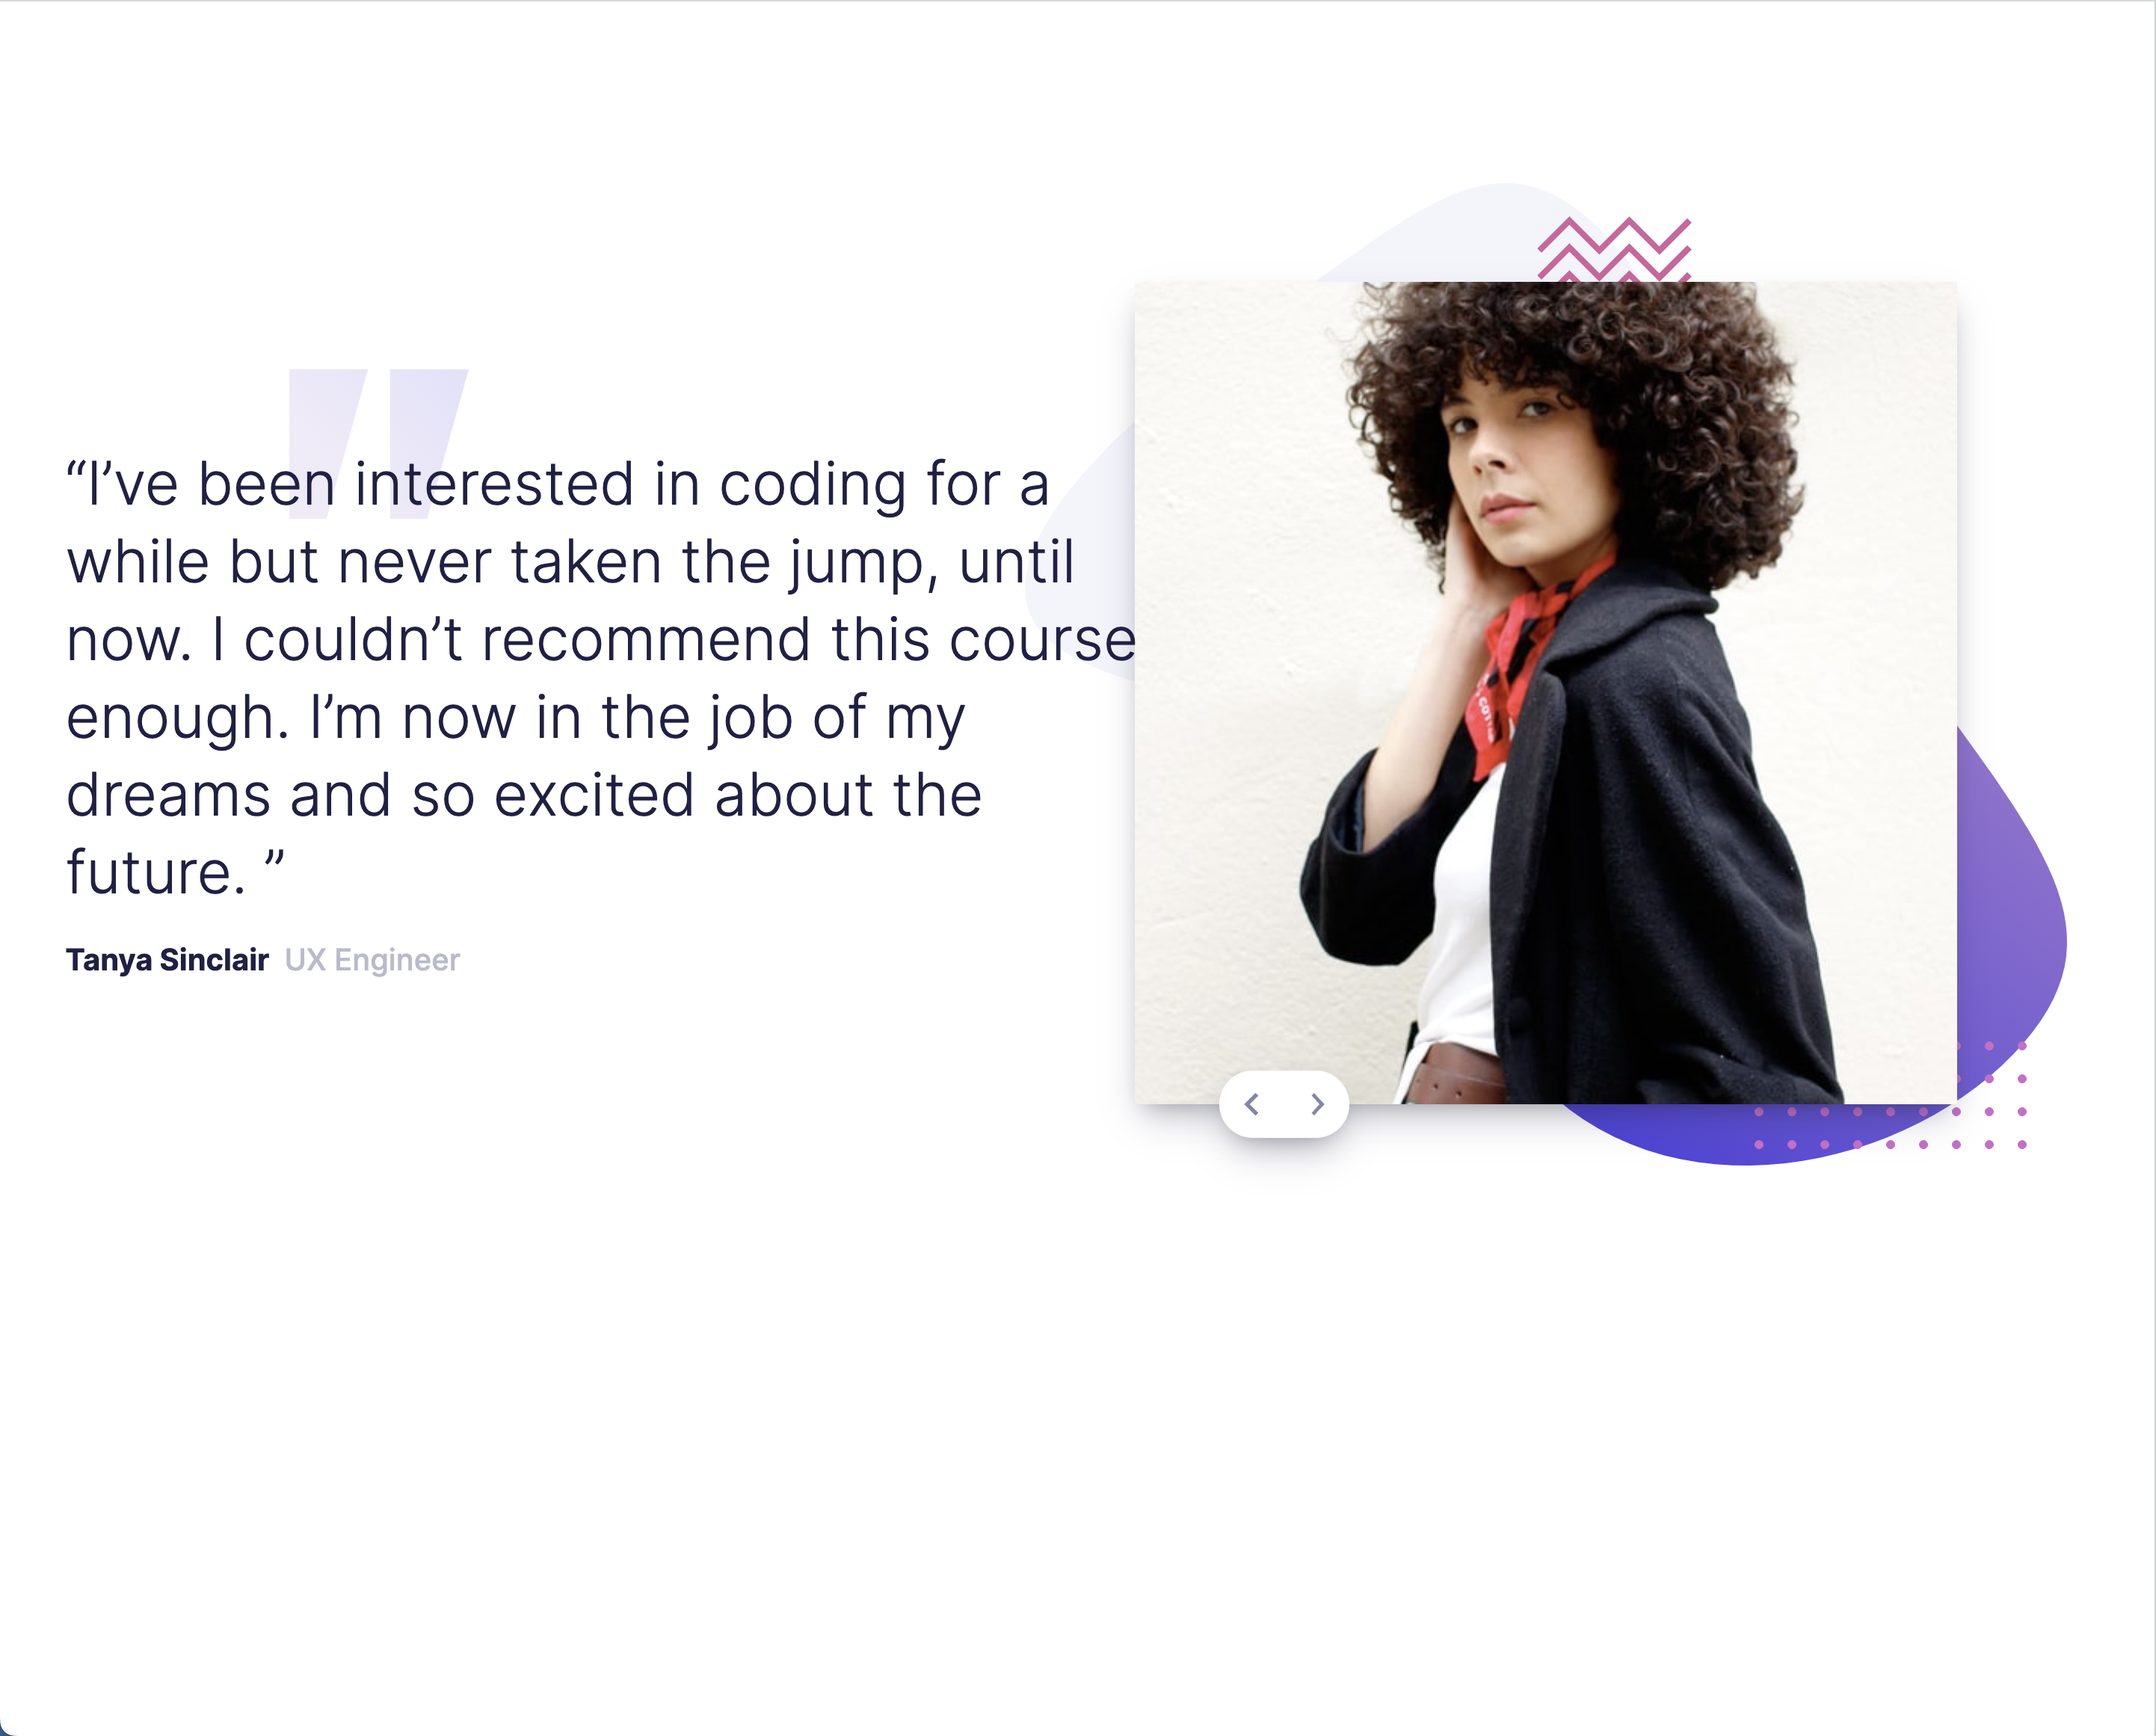 “I’ve been interested in coding for a
while but never taken the jump, until
now. I couldn’t recommend this course
enough. I’m now in the job of my
dreams and so excited about the
future. ”
Tanya Sinclair UX Engineer